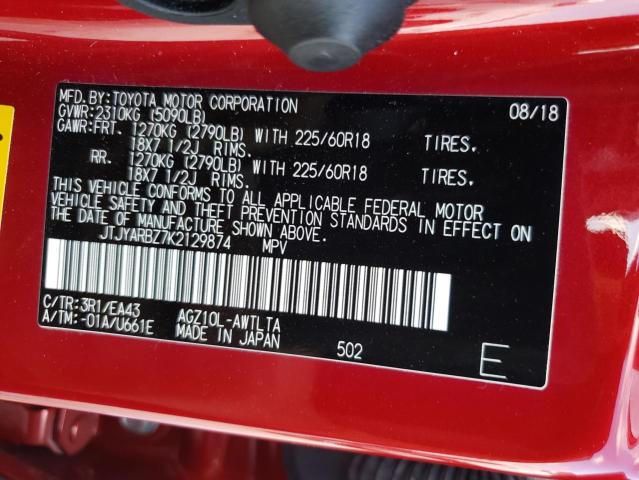 MFD.BY:TOYOTA MOTOR CORPORATION 08/18
GVWR:2310KG (5090LB)
GAWR:FRT. 1270KG (2790LB) WITH 225/60R18 TIRES.
18X7 1/2J RIMS.
RR. 1270KG (2790LB) WITH 225/60R18 TIRES.
18X7 1/2J RIMS.
THIS VEHICLE CONFORMS TO ALL APPLICABLE FEDERAL MOTOR
VEHICLE SAFETY AND THEFT PREVENTION STANDARDS IN EFFECT ON
THE DATE OF MANUFACTURE SHOWN ABOVE.
JTJYARBZ7K2129874 MPV
C/TR:3R1/EA43 AGZ10L-AWTLTA
A/TM:-01A/U661E MADE IN JAPAN 502 E